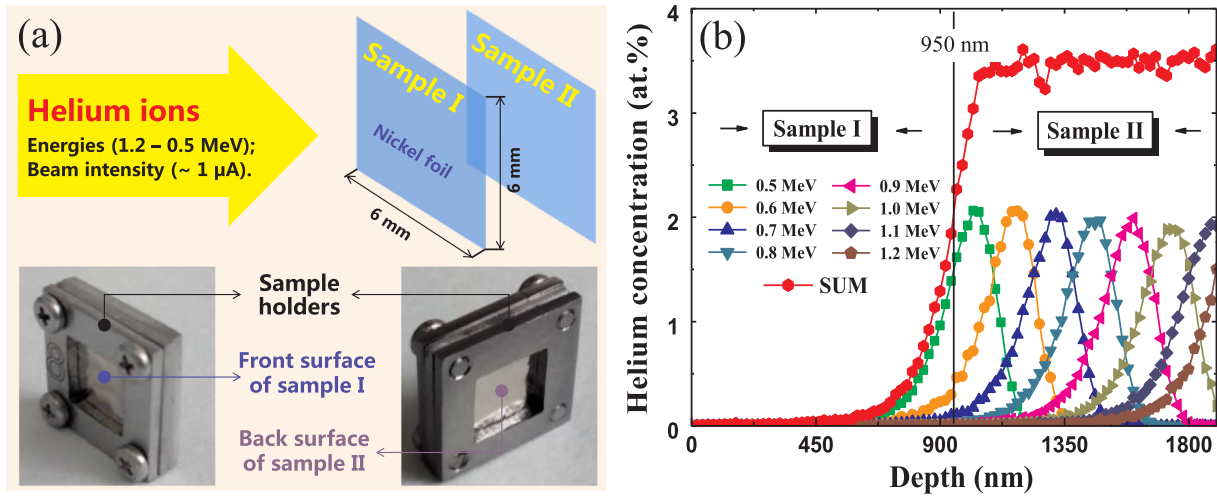 (a)
Helium ions
Energies (1.2 – 0.5 MeV);
Beam intensity (~ 1 μA).
Sample I
Sample II
Nickel foil
6 mm
6 mm
Sample
holders
Front surface
of sample I
Back surface
of sample II
(b)
950 nm
Helium concentration (at.%)
4
3
2
1
0
Sample I
Sample II
0.5 MeV
0.6 MeV
0.7 MeV
0.8 MeV
0.9 MeV
1.0 MeV
1.1 MeV
1.2 MeV
SUM
0
450
900
1350
1800
Depth (nm)